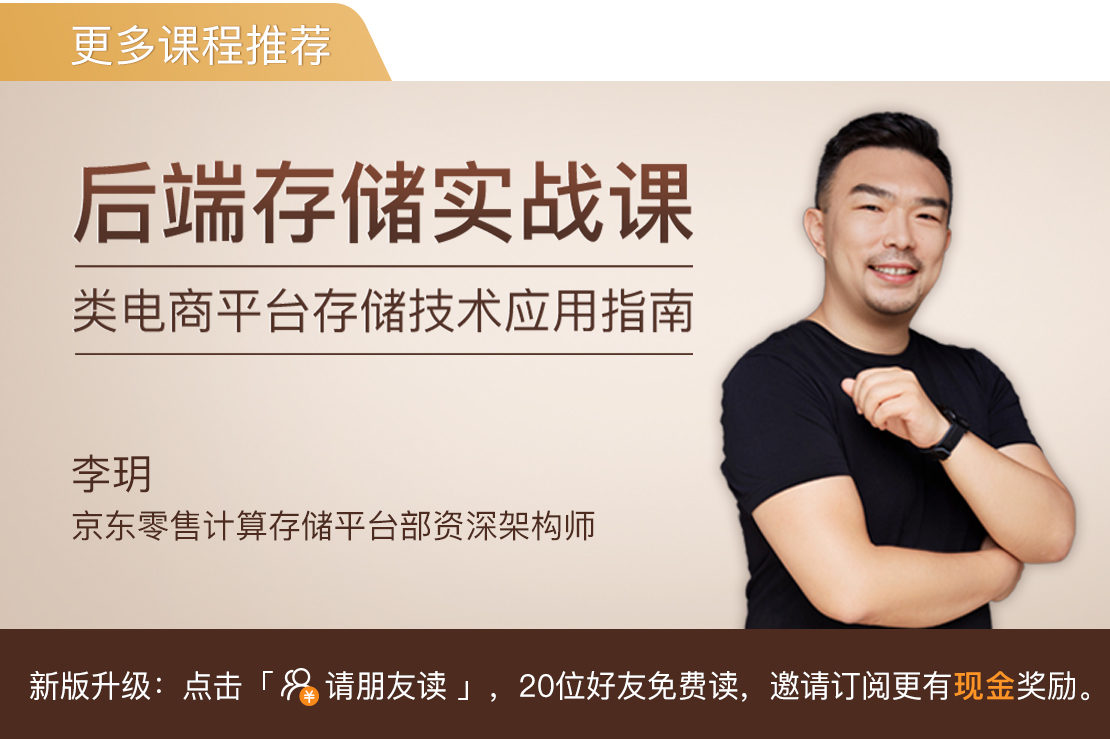 更多课程推荐
后端存储实战课
类电商平台存储技术应用指南
李玥
京东零售计算存储平台部资深架构师
新版升级：点击「 ¥ 请朋友读 」，20位好友免费读，邀请订阅更有现金奖励。